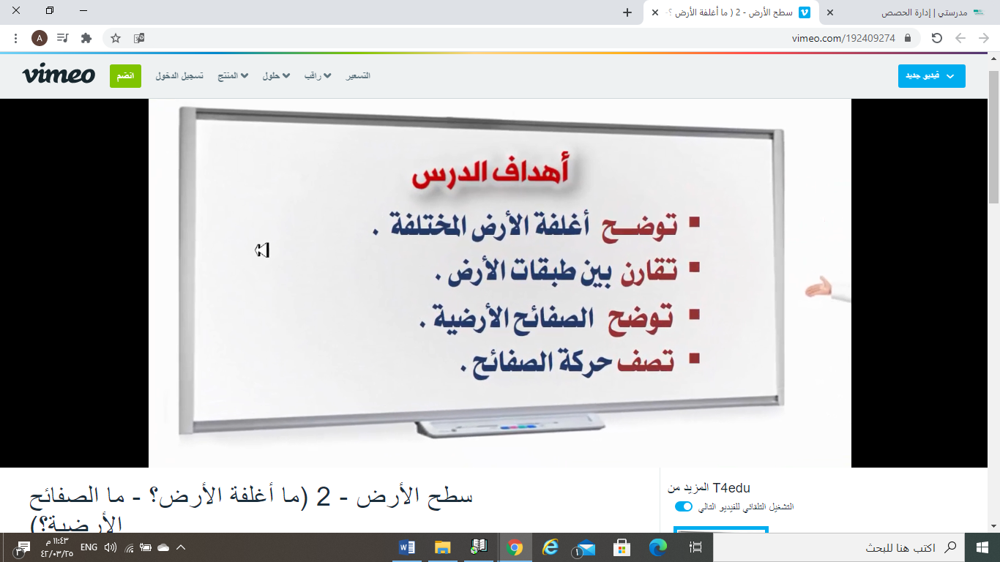 مدرستي | إدارة الحصص
سطح الأرض - 2 ( ما أغلفة الأرض ؟-
vimeo.com/192409274
A
vimeo
انضم
تسجيل الدخول
المنتج
حلول
راقب
التسعير
فيديو جديد
أهداف الدرس
▪ توضـــح أغلفة الأرض المختلفة .
▪ تقارن بين طبقات الأرض .
▪ توضح الصفائح الأرضية .
▪ تصف حركة الصفائح .
سطح الأرض - 2 (ما أغلفة الأرض؟ - ما الصفائح
الأرضية؟)
المزيد من T4edu
التشغيل التلقائي للفيديو التالي
اكتب هنا للبحث
ENG
١١:٤٣ م
٤٢/٠٣/٢٥
٣
١